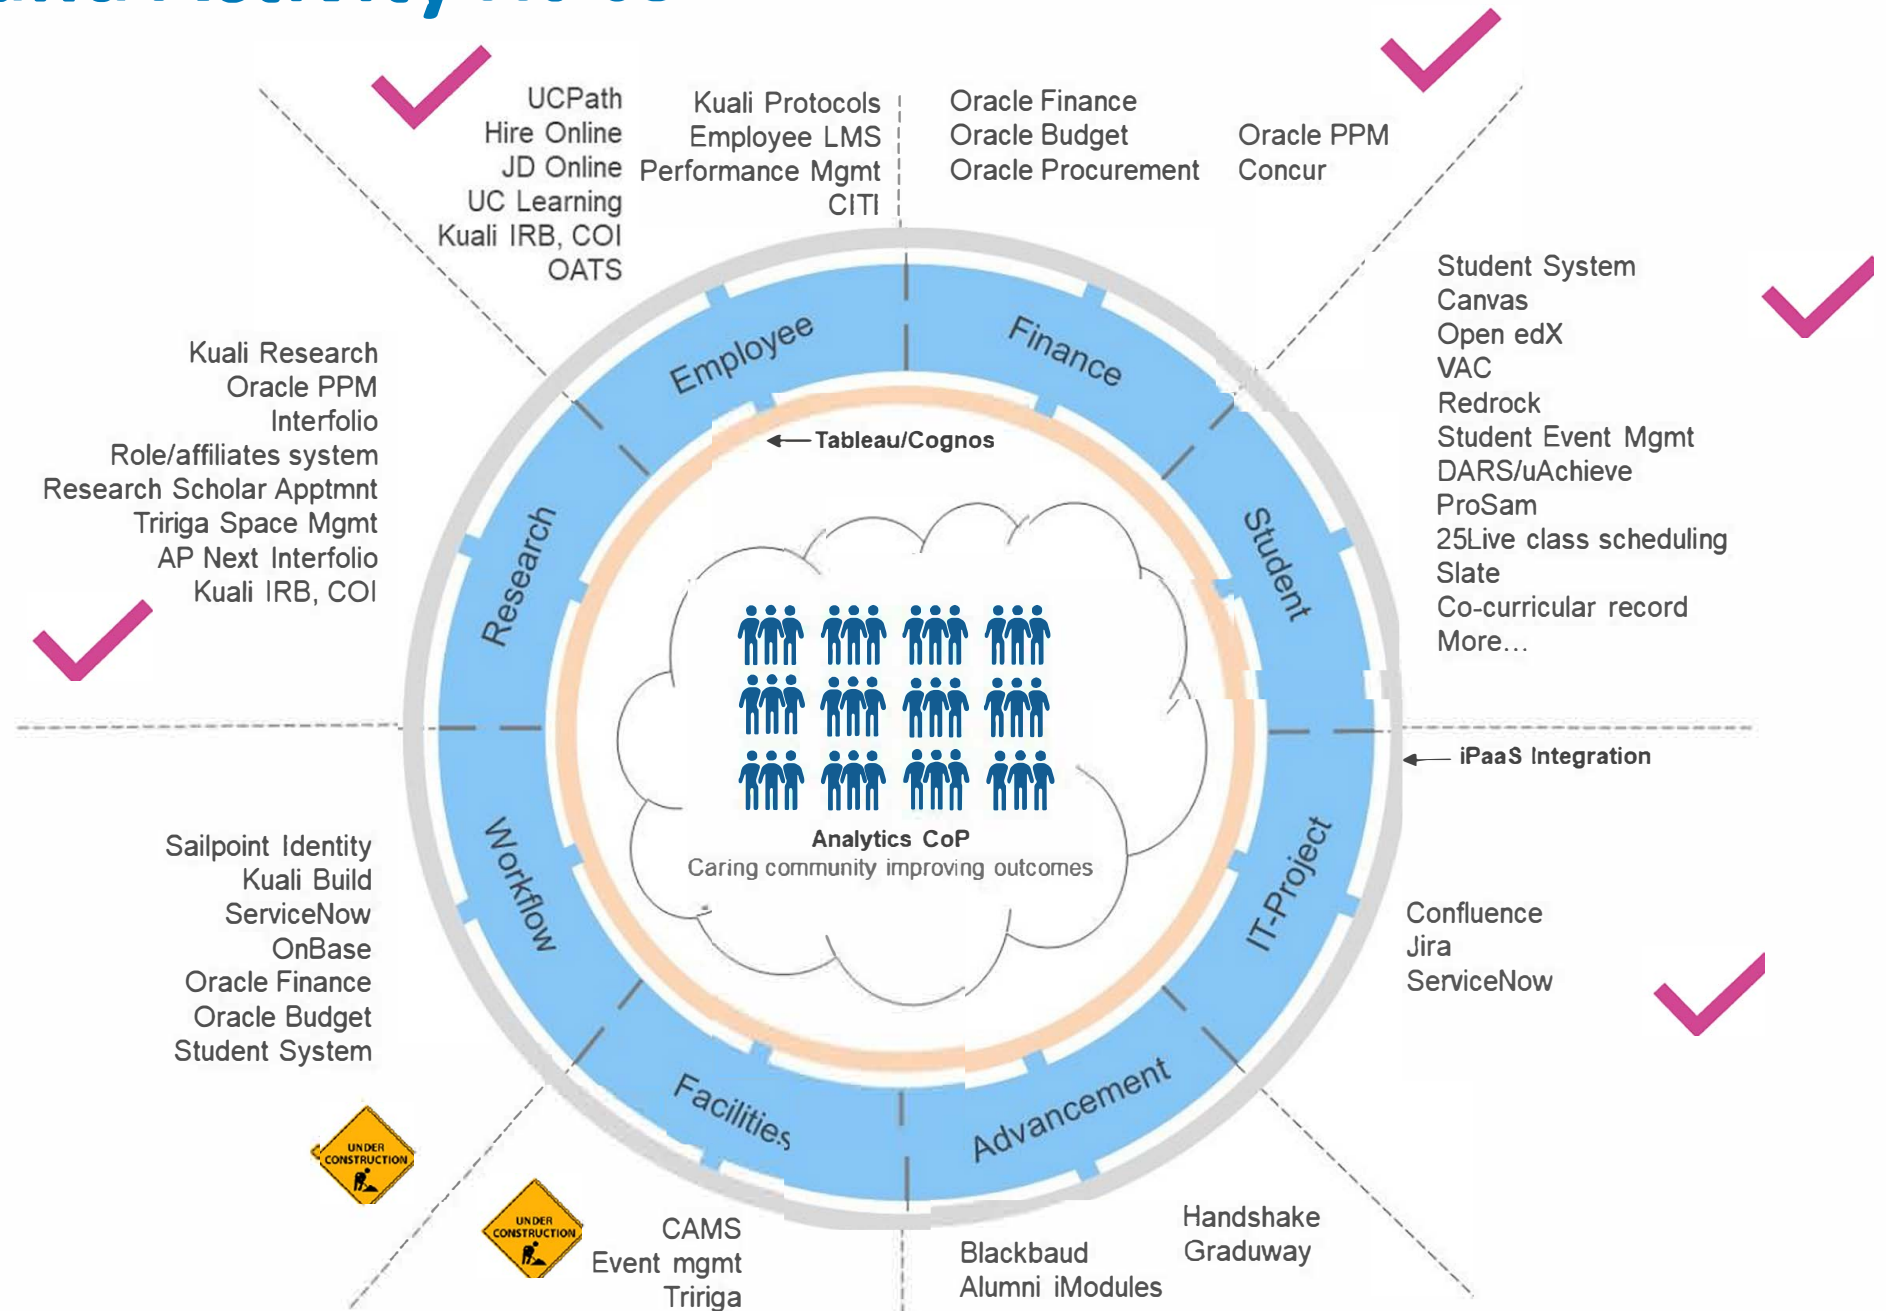 UCPath
Hire Online
JD Online
UC Learning
Kuali IRB, COI
OATS
Kuali Protocols
Employee LMS
Performance Mgmt
CITI
Oracle Finance
Oracle Budget
Oracle Procurement
Oracle PPM
Concur
Student System
Canvas
Open edX
VAC
Redrock
Student Event Mgmt
DARS/uAchieve
ProSam
25Live class scheduling
Slate
Co-curricular record
More...
Kuali Research
Oracle PPM
Interfolio
Role/affiliates system
Research Scholar Apptmnt
Tririga Space Mgmt
AP Next Interfolio
Kuali IRB, COI
Employee
Finance
Tableau/Cognos
Research
Student
iPaaS Integration
Analytics CoP
Caring community improving outcomes
Workflow
IT-Project
Sailpoint Identity
Kuali Build
ServiceNow
OnBase
Oracle Finance
Oracle Budget
Student System
Confluence
Jira
ServiceNow
Facilities
Advancement
UNDER
CONSTRUCTION
UNDER
CONSTRUCTION
CAMS
Event mgmt
Tririga
Blackbaud
Alumni iModules
Handshake
Graduway